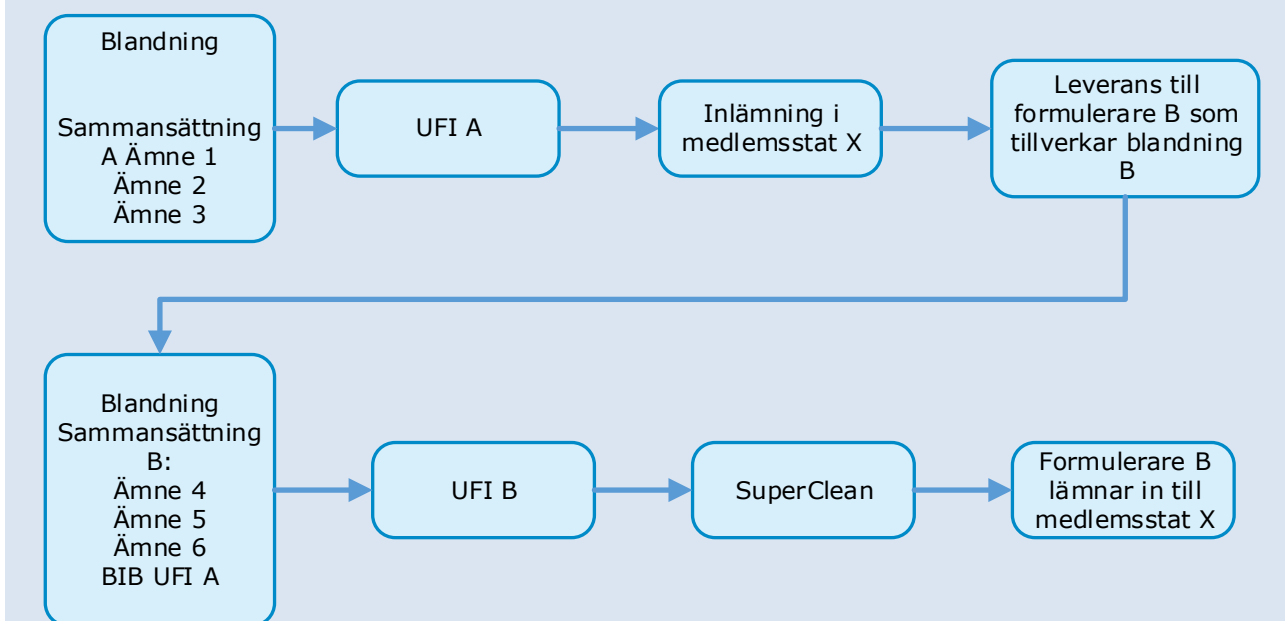 Blandning
Sammansättning
A Ämne 1
Ämne 2
Ämne 3
UFI A
Inlämning i
medlemsstat X
Leverans till
formulerare B som
tillverkar blandning
B
Blandning
Sammansättning
B:
Ämne 4
Ämne 5
Ämne 6
BIB UFI A
UFI B
SuperClean
Formulerare B
lämnar in till
medlemsstat X